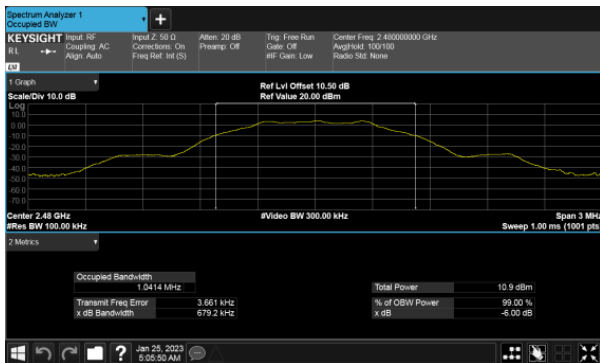 Spectrum Analyzer 1
Occupied BW
KEYSIGHT
RL
Input: RF
Coupling: AC
Align: Auto
Input Z: 50 Ω
Corrections: On
Freq Ref: Int (S)
Atten: 20 dB
Preamp: Off
Trig: Free Run
Gate: Off
#IF Gain: Low
Center Freq: 2.480000000 GHz
Avg|Hold: 100/100
Radio Std: None
1 Graph
Scale/Div 10.0 dB
Ref Lvl Offset 10.50 dB
Ref Value 20.00 dBm
Log
10.0
0.00
-10.0
-20.0
-30.0
-40.0
-50.0
-60.0
-70.0
Center 2.48 GHz
#Res BW 100.00 kHz
#Video BW 300.00 kHz
Span 3 MHz
Sweep 1.00 ms (1001 pts)
2 Metrics
Occupied Bandwidth
1.0414 MHz
Transmit Freq Error 3.661 kHz
x dB Bandwidth 679.2 kHz
Total Power 10.9 dBm
% of OBW Power 99.00 %
x dB -6.00 dB
?
Jan 25, 2023
5:05:50 AM